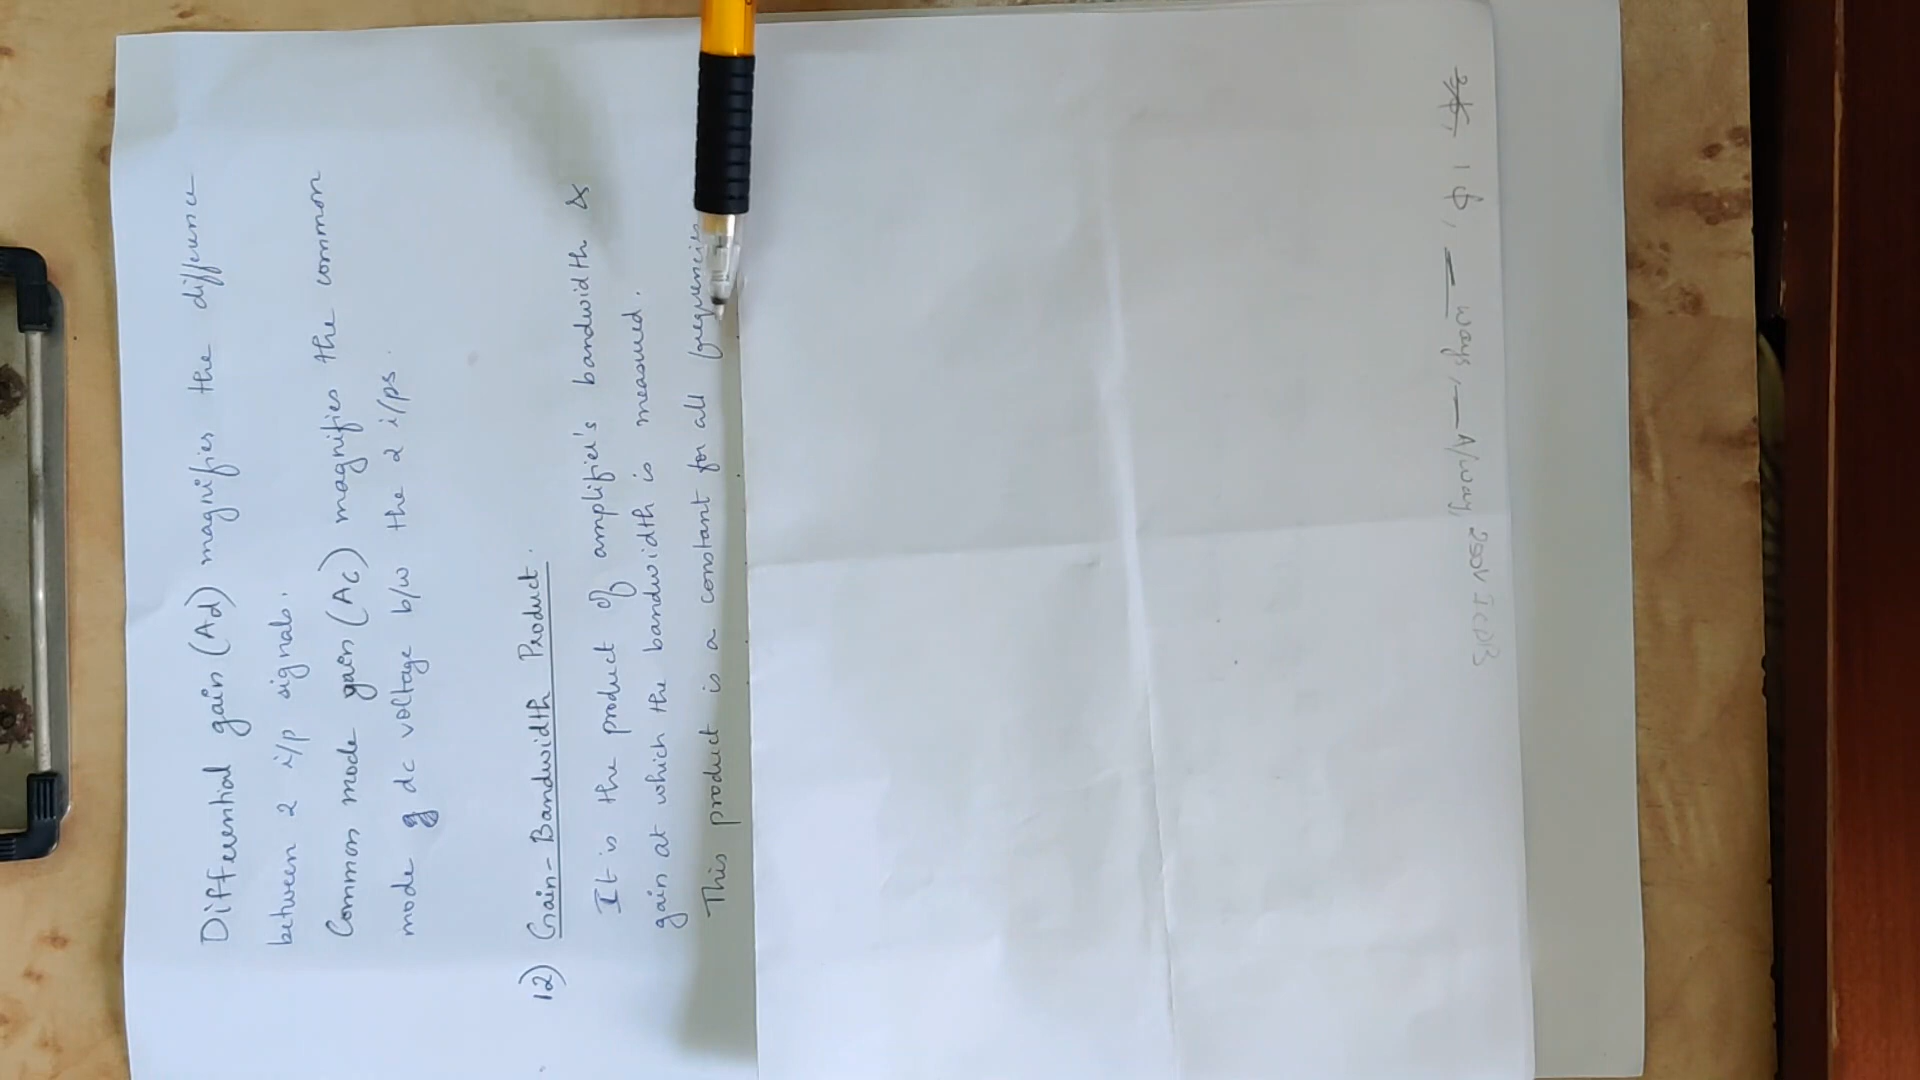 Differential gain (Ad) magnifies the difference
between 2 i/p signals.
Common mode gain (Ac) magnifies the common
mode g dc voltage b/w the 2 i/ps.
12) Gain-Bandwidth Product.
It is the product of amplifier's bandwidth &
gain at which the bandwidth is measured.
This product is a constant for all frequencies
1 ф, — ways, — A/way, 250V ICDB